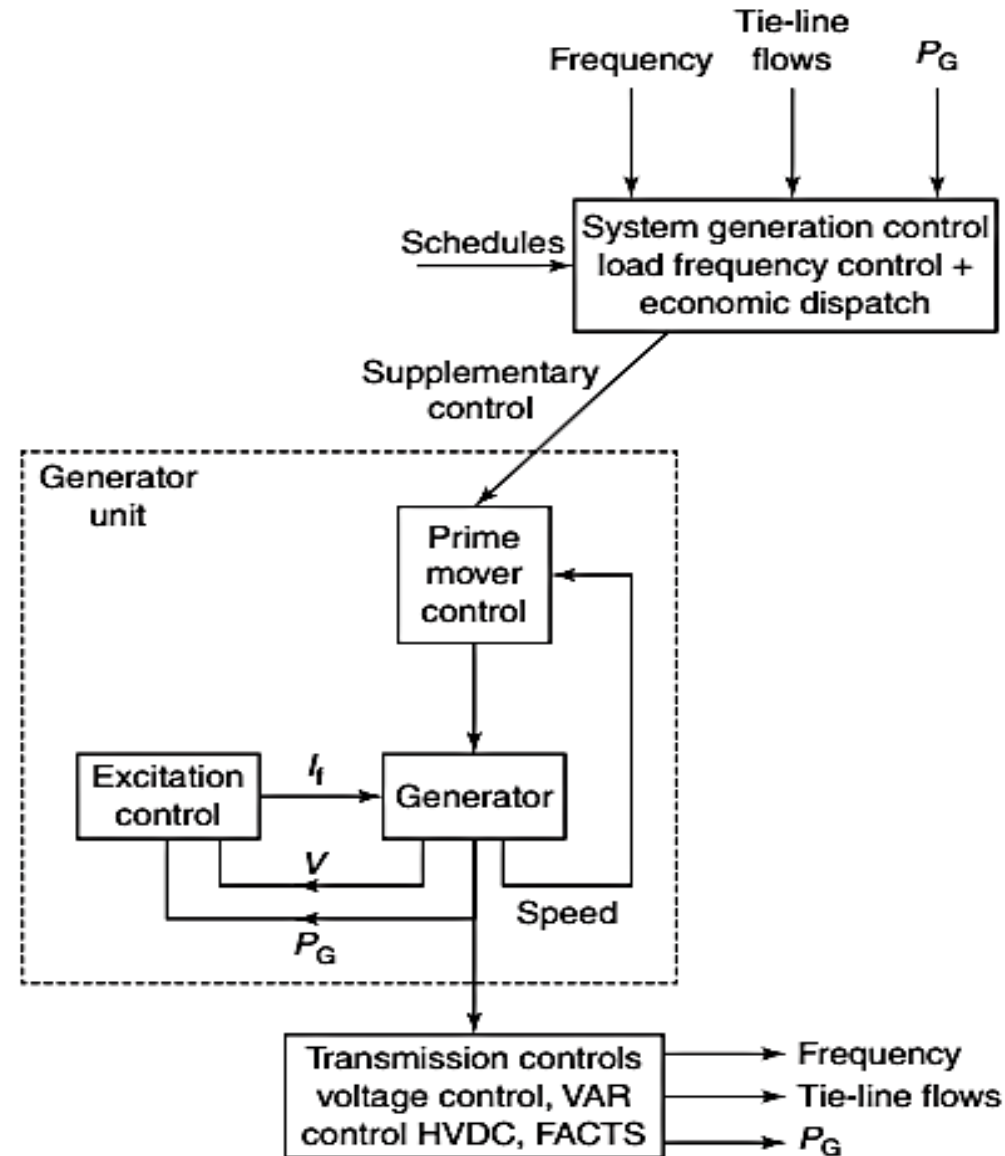 Tie-line
Frequency flows P_G
System generation control
Schedules load frequency control +
economic dispatch
Supplementary
control
Generator
unit
Prime
mover
control
Excitation I_f Generator
control
V
Speed
P_G
Transmission controls Frequency
voltage control, VAR Tie-line flows
control HVDC, FACTS P_G